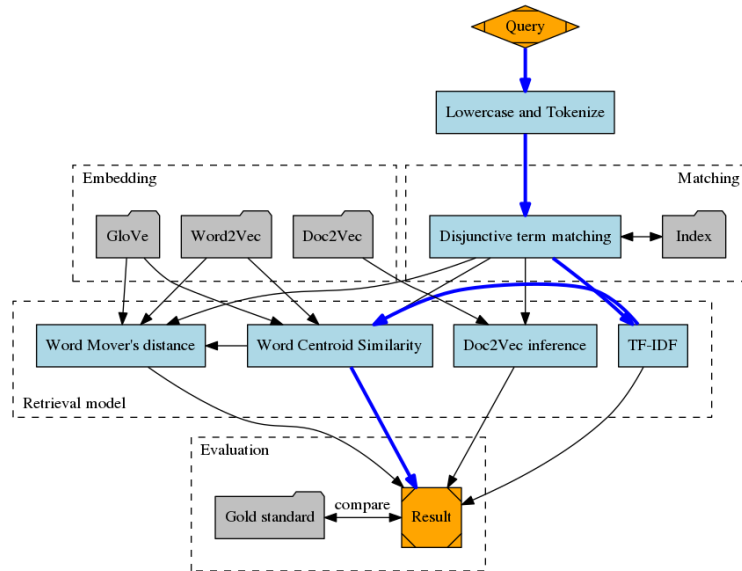 Query
Lowercase and Tokenize
Embedding
Matching
GloVe
Word2Vec
Doc2Vec
Disjunctive term matching
Index
Word Mover's distance
Word Centroid Similarity
Doc2Vec inference
TF-IDF
Retrieval model
Evaluation
Gold standard
compare
Result